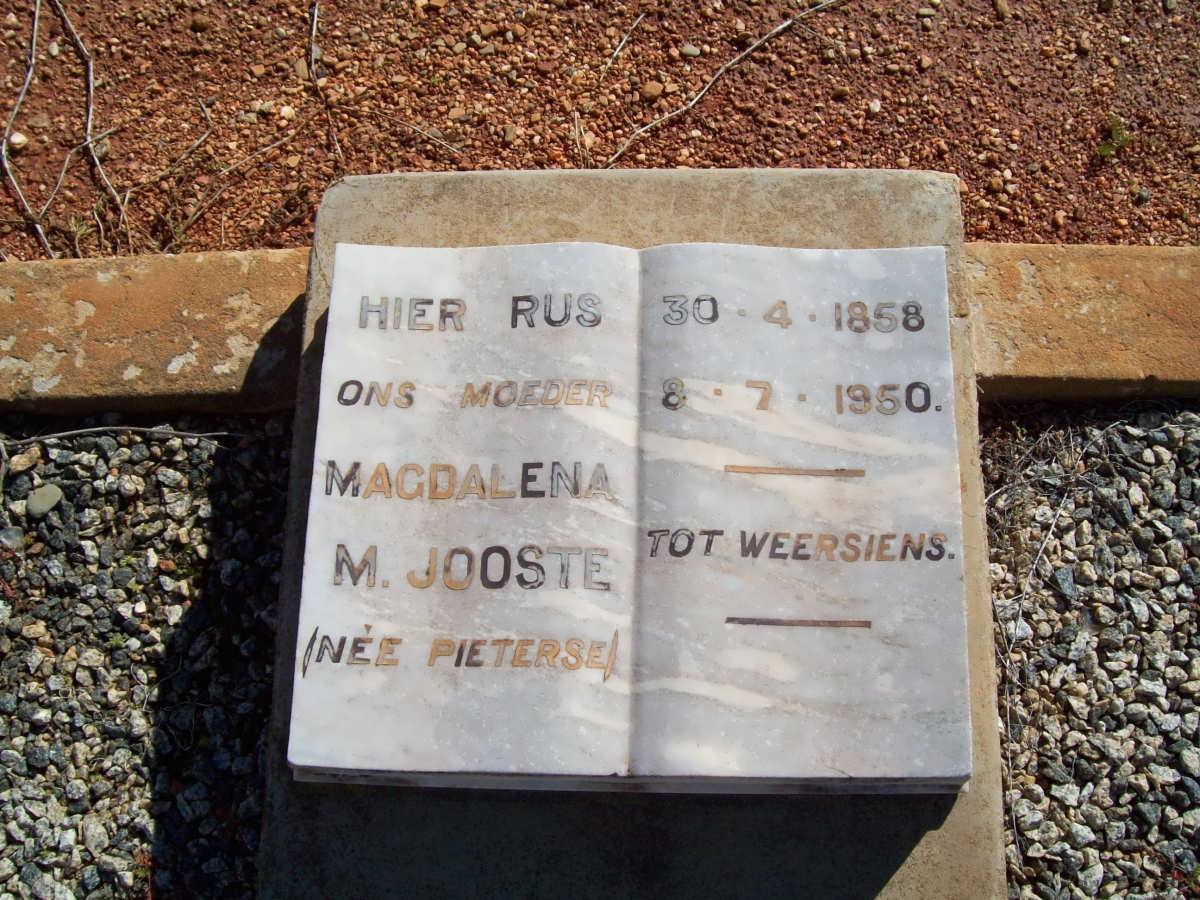 HIER RUS
ONS MOEDER
MAGDALENA
M. JOOSTE
(NÉE PIETERSE)
30 · 4 · 1858
8 · 7 · 1950.
TOT WEERSIENS.